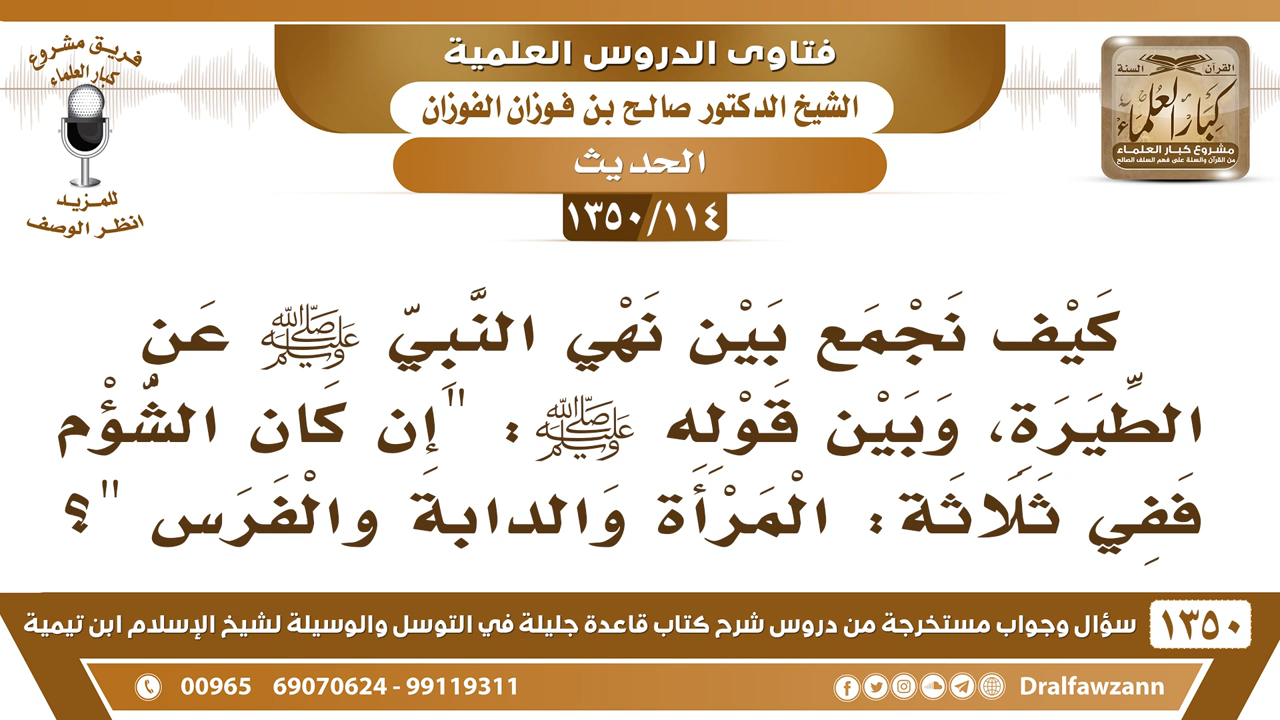 فتاوى الدروس العلمية
الشيخ الدكتور صالح بن فوزان الفوزان
الحديث
١١٤/١٣٥٠
فريق مشروع
كبار العلماء
للمزيد
انظر الوصف
القرآن السنة
كبار العلماء
مشروع كبار العلماء
من القرآن والسنة على فهم السلف الصالح
كَيْف نَجْمَع بَيْن نَهْي النَّبيّ ﷺ عَن
الطِّيَرَة، وَبَيْن قَوْله ﷺ : "إِن كَان الشُّؤْم
فَفِي ثَلَاثَة : الْمَرْأَة وَالدابة والْفَرَس "؟
١٣٥٠ سؤال وجواب مستخرجة من دروس شرح كتاب قاعدة جليلة في التوسل والوسيلة لشيخ الإسلام ابن تيمية
00965 69070624 - 99119311
Dralfawzann